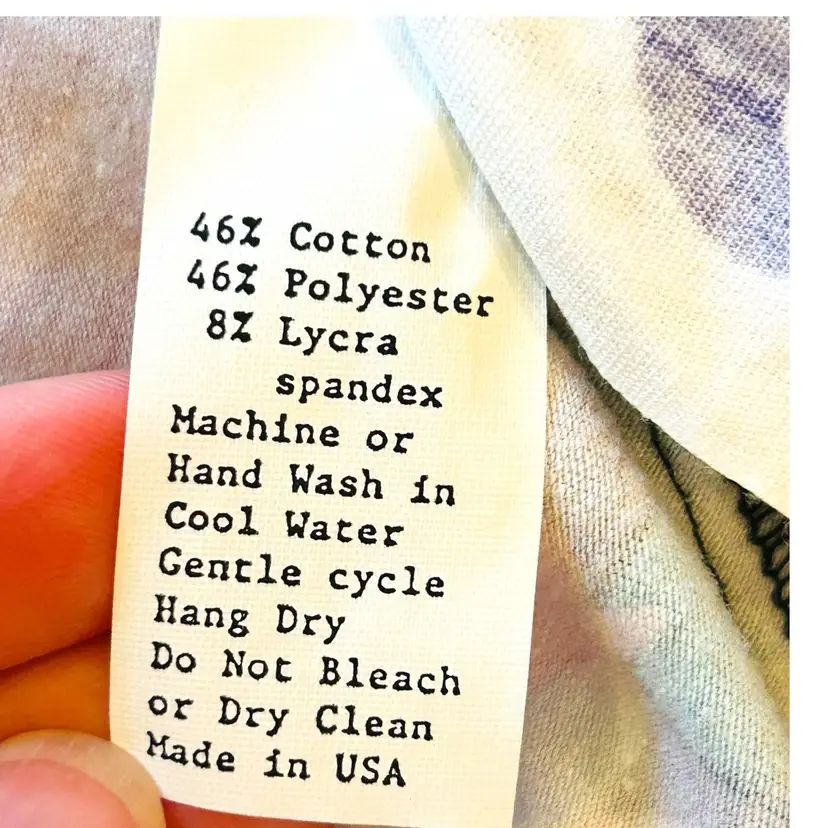 46% Cotton
46% Polyester
8% Lycra
spandex
Machine or
Hand Wash in
Cool Water
Gentle cycle
Hang Dry
Do Not Bleach
or Dry Clean
Made in USA